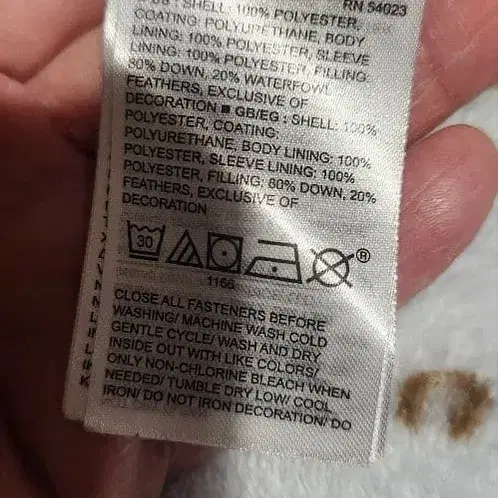 RN 54023
SHELL: 100% POLYESTER,
COATING: POLYURETHANE, BODY
LINING: 100% POLYESTER, SLEEVE
LINING: 100% POLYESTER, FILLING:
80% DOWN, 20% WATERFOWL
FEATHERS, EXCLUSIVE OF
DECORATION ■ GB/EG : SHELL: 100%
POLYESTER, COATING:
POLYURETHANE, BODY LINING: 100%
POLYESTER, SLEEVE LINING: 100%
POLYESTER, FILLING: 80% DOWN, 20%
FEATHERS, EXCLUSIVE OF
DECORATION
30
®
1166
CLOSE ALL FASTENERS BEFORE
WASHING/ MACHINE WASH COLD
GENTLE CYCLE/ WASH AND DRY
INSIDE OUT WITH LIKE COLORS/
ONLY NON-CHLORINE BLEACH WHEN
NEEDED/ TUMBLE DRY LOW/ COOL
IRON/ DO NOT IRON DECORATION/ DO